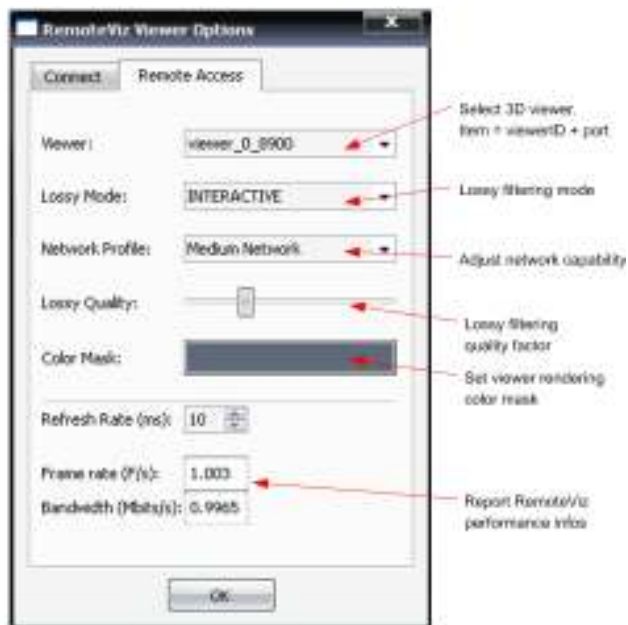 RemoteViz Viewer Options
Connect
Remote Access
Viewer:
viewer_0_8900
Select 3D viewer,
Item = viewerID + port
Lossy Mode:
INTERACTIVE
Lossy filtering mode
Network Profile:
Medium Network
Adjust network capability
Lossy Quality:
Lossy filtering
quality factor
Color Mask:
Set viewer rendering
color mask
Refresh Rate (ms):
10
Frame rate (F/s):
1.003
Bandwidth (Mbits/s):
0.9965
Report RemoteViz
performance infos
OK